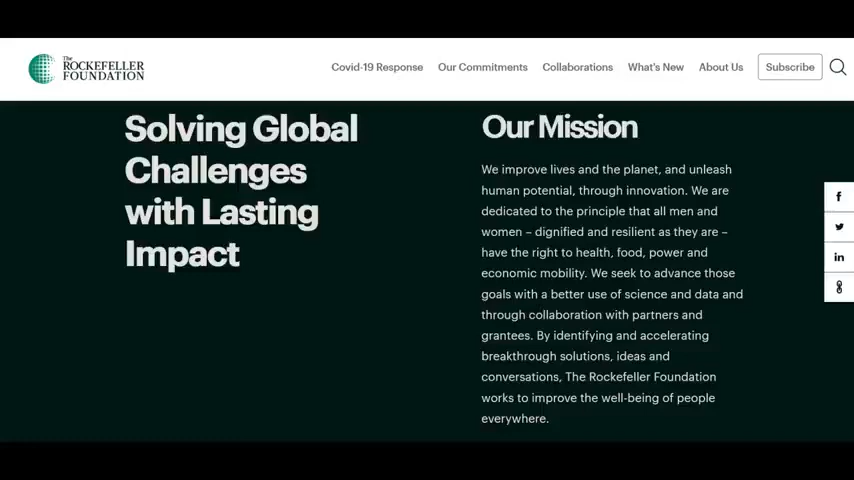 The
ROCKEFELLER
FOUNDATION
Covid-19 Response
Our Commitments
Collaborations
What's New
About Us
Subscribe
Solving Global
Challenges
with Lasting
Impact
Our Mission
We improve lives and the planet, and unleash
human potential, through innovation. We are
dedicated to the principle that all men and
women – dignified and resilient as they are –
have the right to health, food, power and
economic mobility. We seek to advance those
goals with a better use of science and data and
through collaboration with partners and
grantees. By identifying and accelerating
breakthrough solutions, ideas and
conversations, The Rockefeller Foundation
works to improve the well-being of people
everywhere.